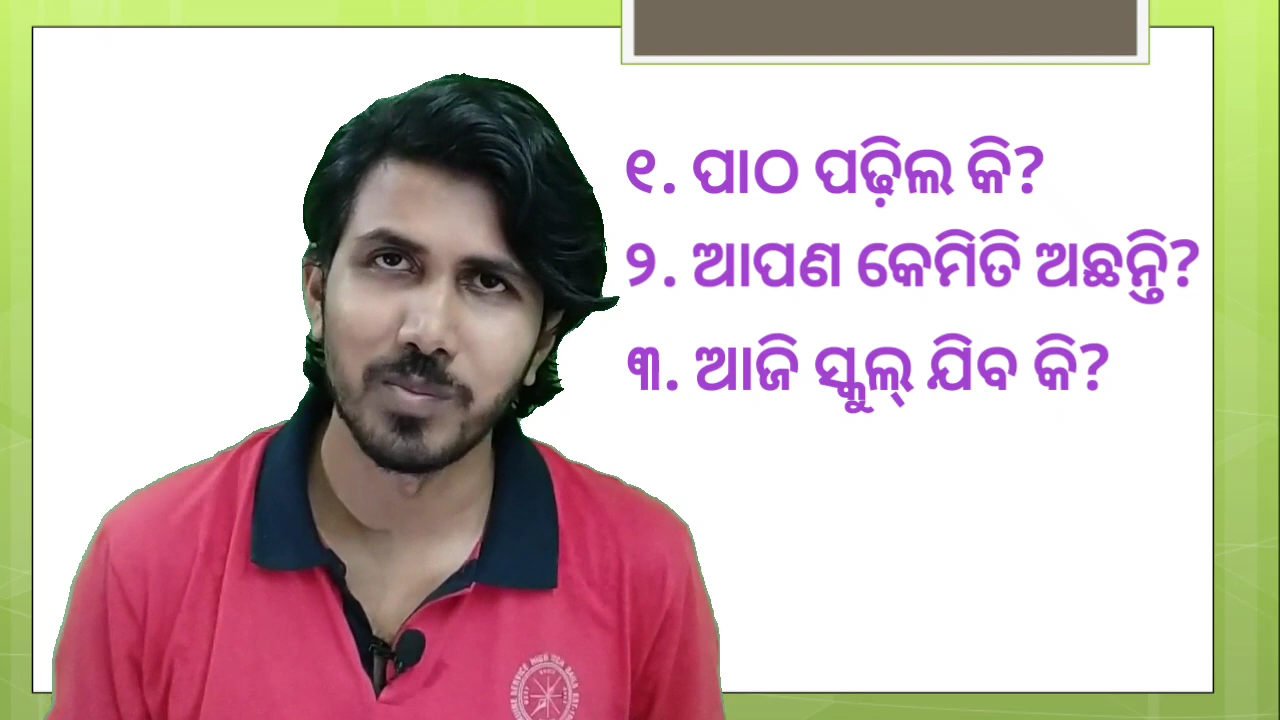 ୧. ପାଠ ପଢ଼ିଲ କି?
୨. ଆପଣ କେମିତି ଅଛନ୍ତି?
୩. ଆଜି ସ୍କୁଲ୍ ଯିବ କି?